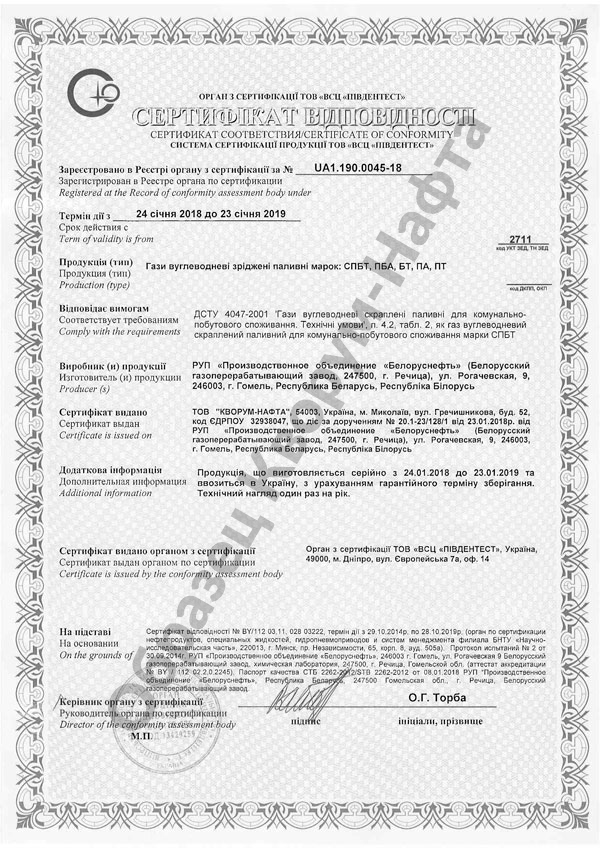 ОРГАН З СЕРТИФІКАЦІЇ ТОВ «ВСЦ «ПІВДЕНТЕСТ»
СЕРТИФІКАТ ВІДПОВІДНОСТІ
СЕРТИФИКАТ СООТВЕТСТВИЯ/CERTIFICATE OF CONFORMITY
СИСТЕМА СЕРТИФІКАЦІЇ ПРОДУКЦІЇ ТОВ «ВСЦ «ПІВДЕНТЕСТ»
Зареєстровано в Реєстрі органу з сертифікації за № UA1.190.0045-18
Зарегистрирован в Реестре органа по сертификации
Registered at the Record of conformity assessment body under
Термін дії з 24 січня 2018 до 23 січня 2019
Срок действия с
Term of validity is from
2711
код УКТ ЗЕД, ТН ЗЕД
Продукція (тип) Гази вуглеводневі зріджені паливні марок: СПБТ, ПБА, БТ, ПА, ПТ
Продукция (тип)
Production (type)
код ДКПП, ОКП
Відповідає вимогам ДСТУ 4047-2001 'Гази вуглеводневі скраплені паливні для комунально-
Соответствует требованиям побутового споживання. Технічні умови', п. 4.2, табл. 2, як газ вуглеводневий
Comply with the requirements скраплений паливний для комунально-побутового споживання марки СПБТ
Виробник (и) продукції РУП «Производственное объединение «Белоруснефть» (Белорусский
Изготовитель (и) продукции газоперерабатывающий завод, 247500, г. Речица), ул. Рогачевская, 9,
Producer (s) 246003, г. Гомель, Республика Беларусь, Республіка Білорусь
Сертифікат видано ТОВ "КВОРУМ-НАФТА", 54003, Україна, м. Миколаїв, вул. Гречишникова, буд. 52,
Сертификат выдан код ЄДРПОУ 32938047, що діє за дорученням № 20.1-23/128/1 від 23.01.2018р. від
Certificate is issued on РУП «Производственное объединение «Белоруснефть» (Белорусский
газоперерабатывающий завод, 247500, г. Речица), ул. Рогачевская, 9, 246003,
г. Гомель, Республика Беларусь, Республіка Білорусь
Додаткова інформація Продукція, що виготовляється серійно з 24.01.2018 до 23.01.2019 та
Дополнительная информация ввозиться в Україну, з урахуванням гарантійного терміну зберігання.
Additional information Технічний нагляд один раз на рік.
Сертифікат видано органом з сертифікації Орган з сертифікації ТОВ «ВСЦ «ПІВДЕНТЕСТ», Україна,
Сертификат выдан органом по сертификации 49000, м. Дніпро, вул. Європейська 7а, оф. 14
Certificate is issued by the conformity assessment body
На підставі Сертифікат відповідності № BY/112 03.11. 028 03222, термін дії з 29.10.2014р. по 28.10.2019р. (орган по сертификации
На основании нефтепродуктов, специальных жидкостей, гидропневмоприводов и систем менеджмента филиала БНТУ «Научно-
On the grounds of исследовательская часть», 220013, г. Минск, пр. Независимости, 65, корп. 8, ауд. 505а). Протокол испытаний № 2 от
30.09.2014г. РУП «Производственное объединение «Белоруснефть», 246003, г. Гомель, ул. Рогачевская, 9 Белорусский
газоперерабатывающий завод, химическая лаборатория, 247500, г. Речица, Гомельской обл. (аттестат аккредитации
№ BY / 112 02.2.0.2245). Паспорт качества СТБ 2262-2012/STB 2262-2012 от 08.01.2018 РУП "Производственное
объединение «Белоруснефть», Республика Беларусь, 247500 Гомельская обл., г. Речица, Белорусский
газоперерабатывающий завод.
Керівник органу з сертифікації О.Г. Торба
Руководитель органа по сертификации підпис ініціали, прізвище
Director of the conformity assessment body
М.П.
Образец Кворум-Нафта